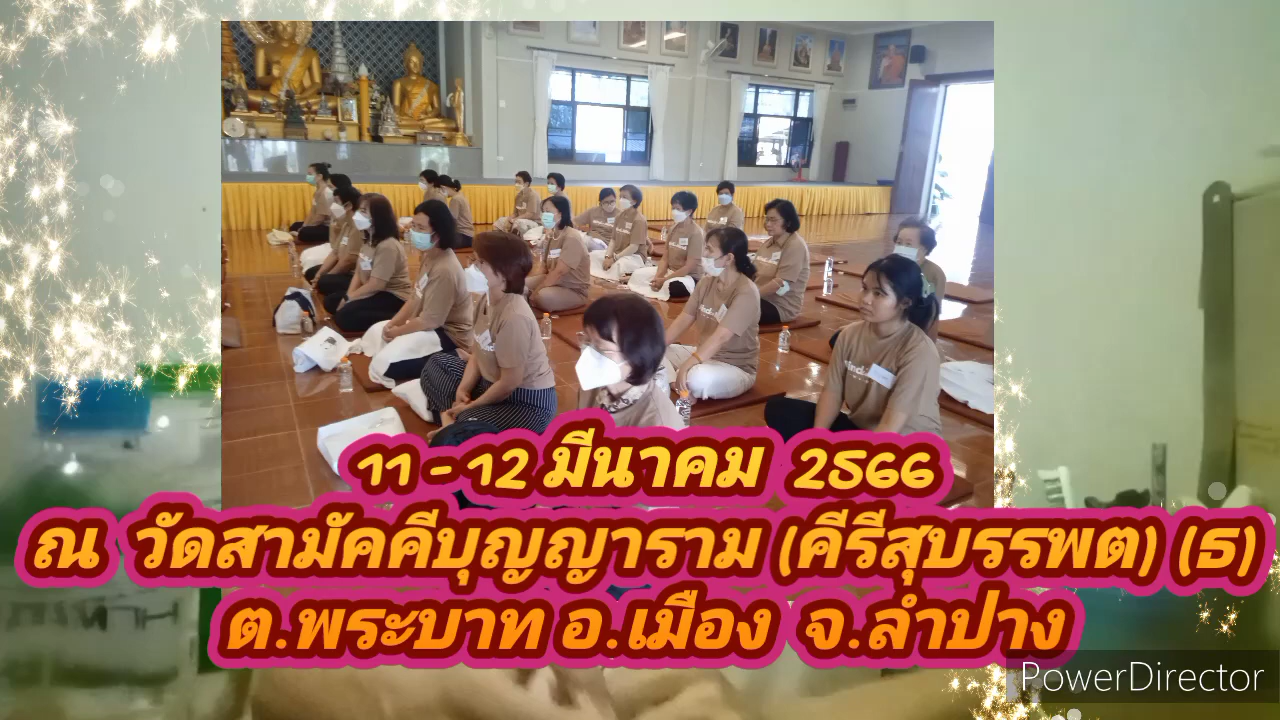 11 - 12 มีนาคม 2566
ณ วัดสามัคคีบุญญาราม (คีรีสุบรรพต) (ธ)
ต.พระบาท อ.เมือง จ.ลำปาง
PowerDirector